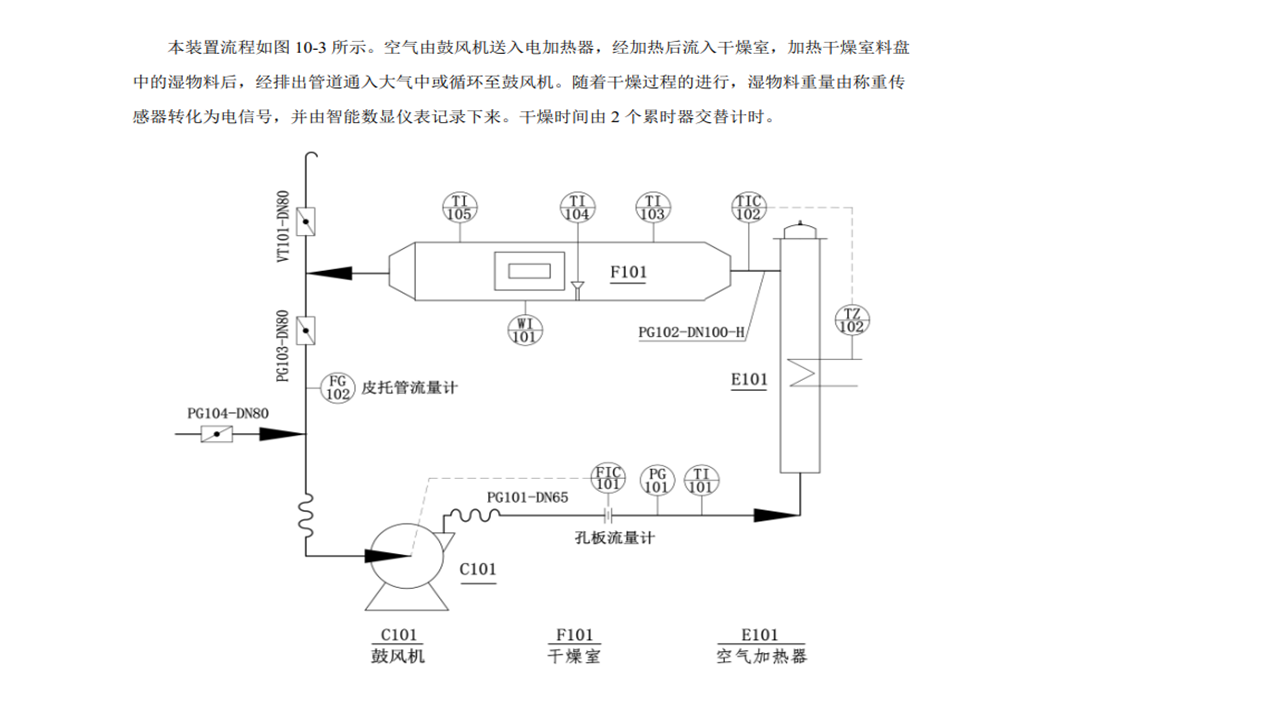 本装置流程如图 10-3 所示。空气由鼓风机送入电加热器，经加热后流入干燥室，加热干燥室料盘
中的湿物料后，经排出管道通入大气中或循环至鼓风机。随着干燥过程的进行，湿物料重量由称重传
感器转化为电信号，并由智能数显仪表记录下来。干燥时间由 2 个累时器交替计时。
VT101-DN80
TI
105
TI
104
TI
103
TIC
102
F101
WI
101
PG102-DN100-H
TZ
102
PG103-DN80
E101
FG
102
皮托管流量计
PG104-DN80
FIC
101
PG
101
TI
101
PG101-DN65
孔板流量计
C101
C101
鼓风机
F101
干燥室
E101
空气加热器